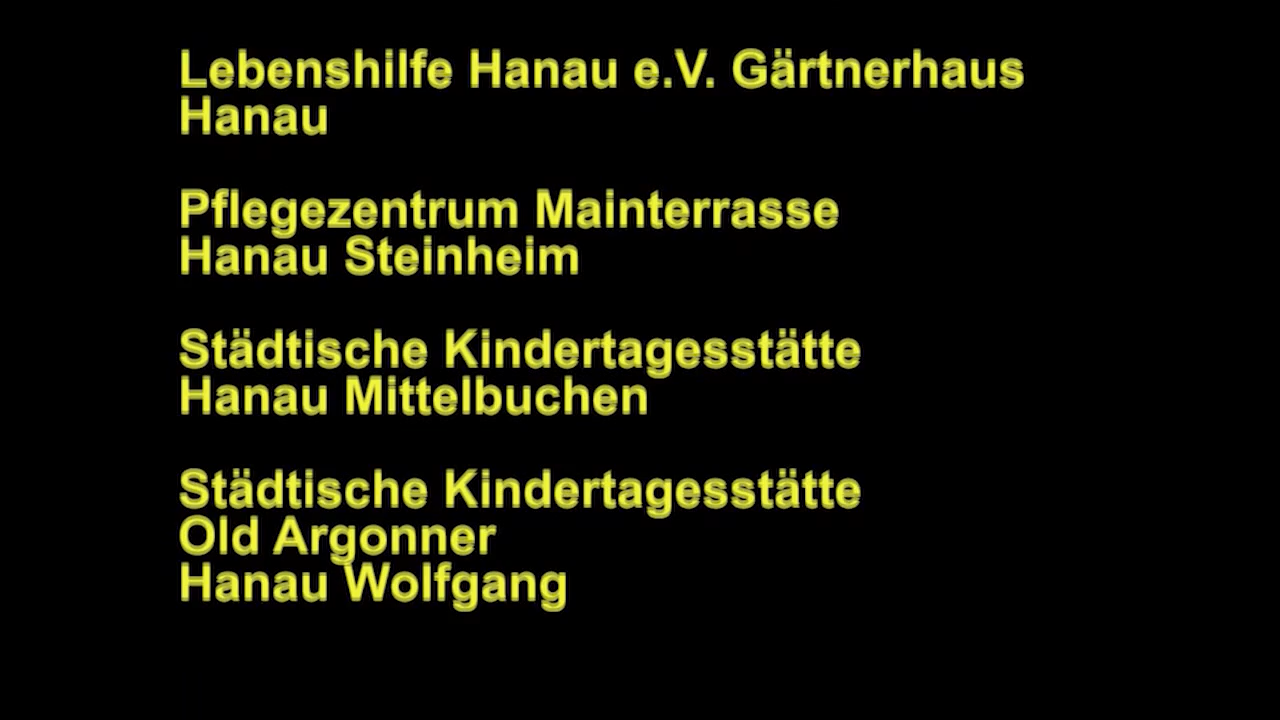 Lebenshilfe Hanau e.V. Gärtnerhaus
Hanau
Pflegezentrum Mainterrasse
Hanau Steinheim
Städtische Kindertagesstätte
Hanau Mittelbuchen
Städtische Kindertagesstätte
Old Argonner
Hanau Wolfgang